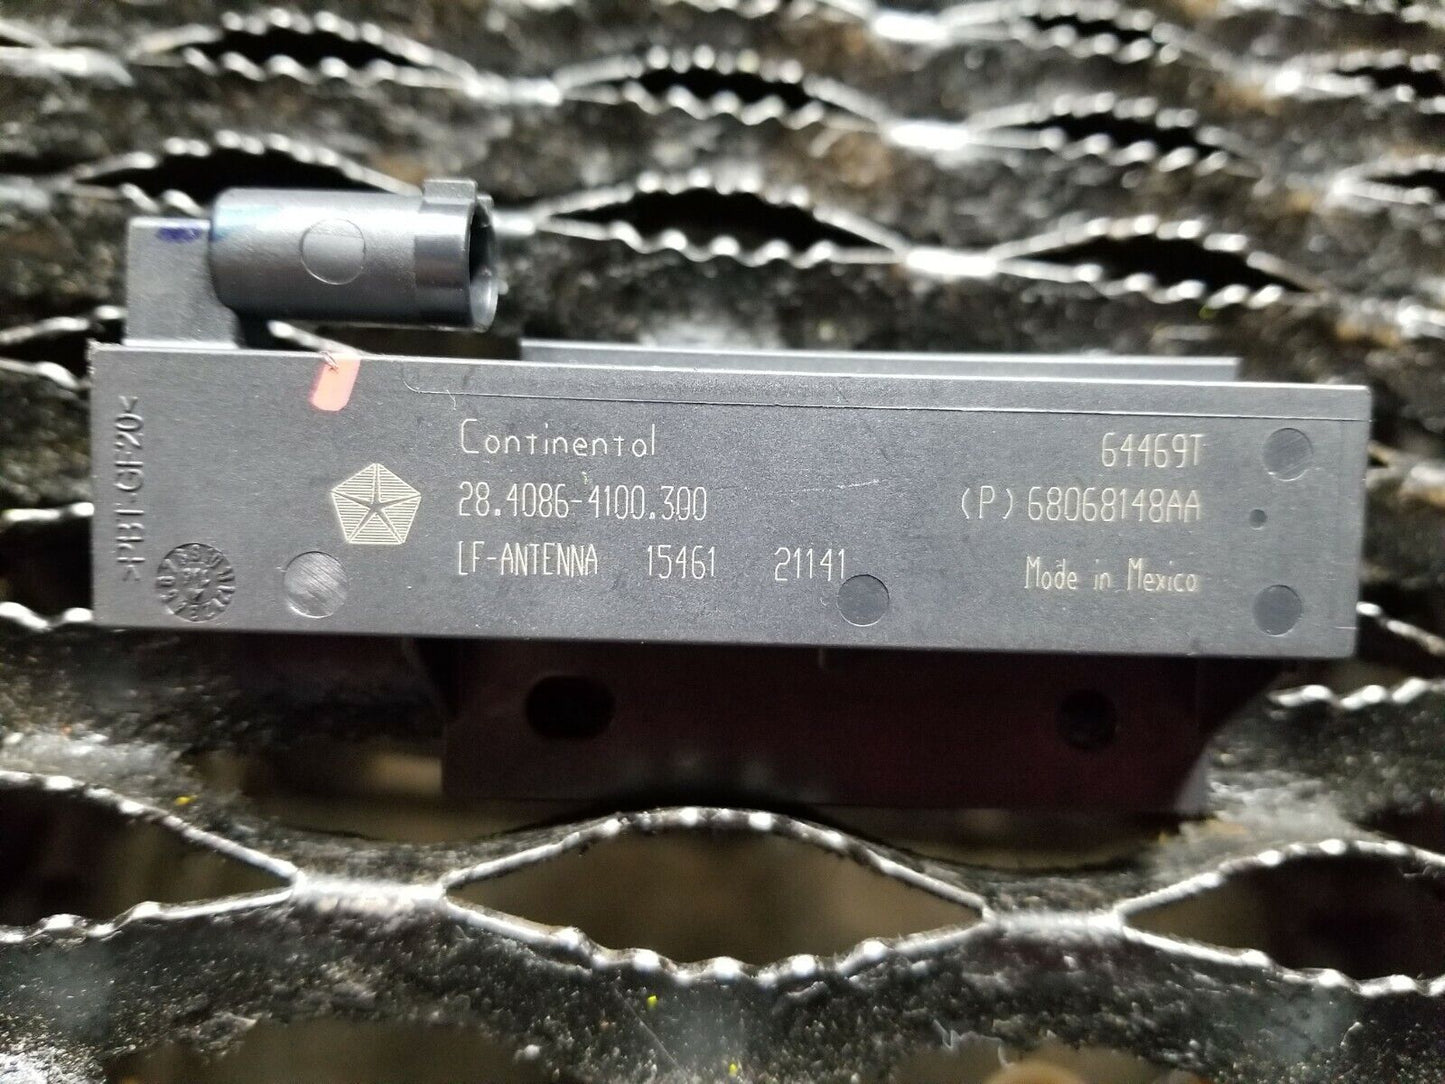 >PBT-GF20<
Continental
28.4086-4100.300
LF-ANTENNA 15461 21141
64469T
(P) 68068148AA
Made in Mexico